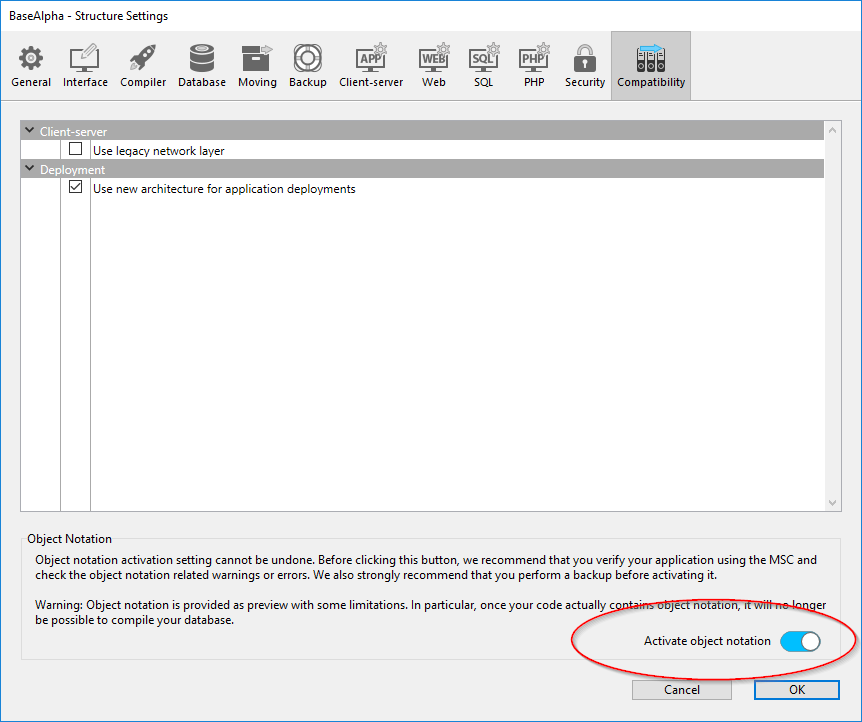 BaseAlpha - Structure Settings
General Interface Compiler Database Moving Backup Client-server Web SQL PHP Security Compatibility
APP WEB SQL PHP
Client-server
Use legacy network layer
Deployment
Use new architecture for application deployments
Object Notation
Object notation activation setting cannot be undone. Before clicking this button, we recommend that you verify your application using the MSC and
check the object notation related warnings or errors. We also strongly recommend that you perform a backup before activating it.
Warning: Object notation is provided as preview with some limitations. In particular, once your code actually contains object notation, it will no longer
be possible to compile your database.
Activate object notation
Cancel OK